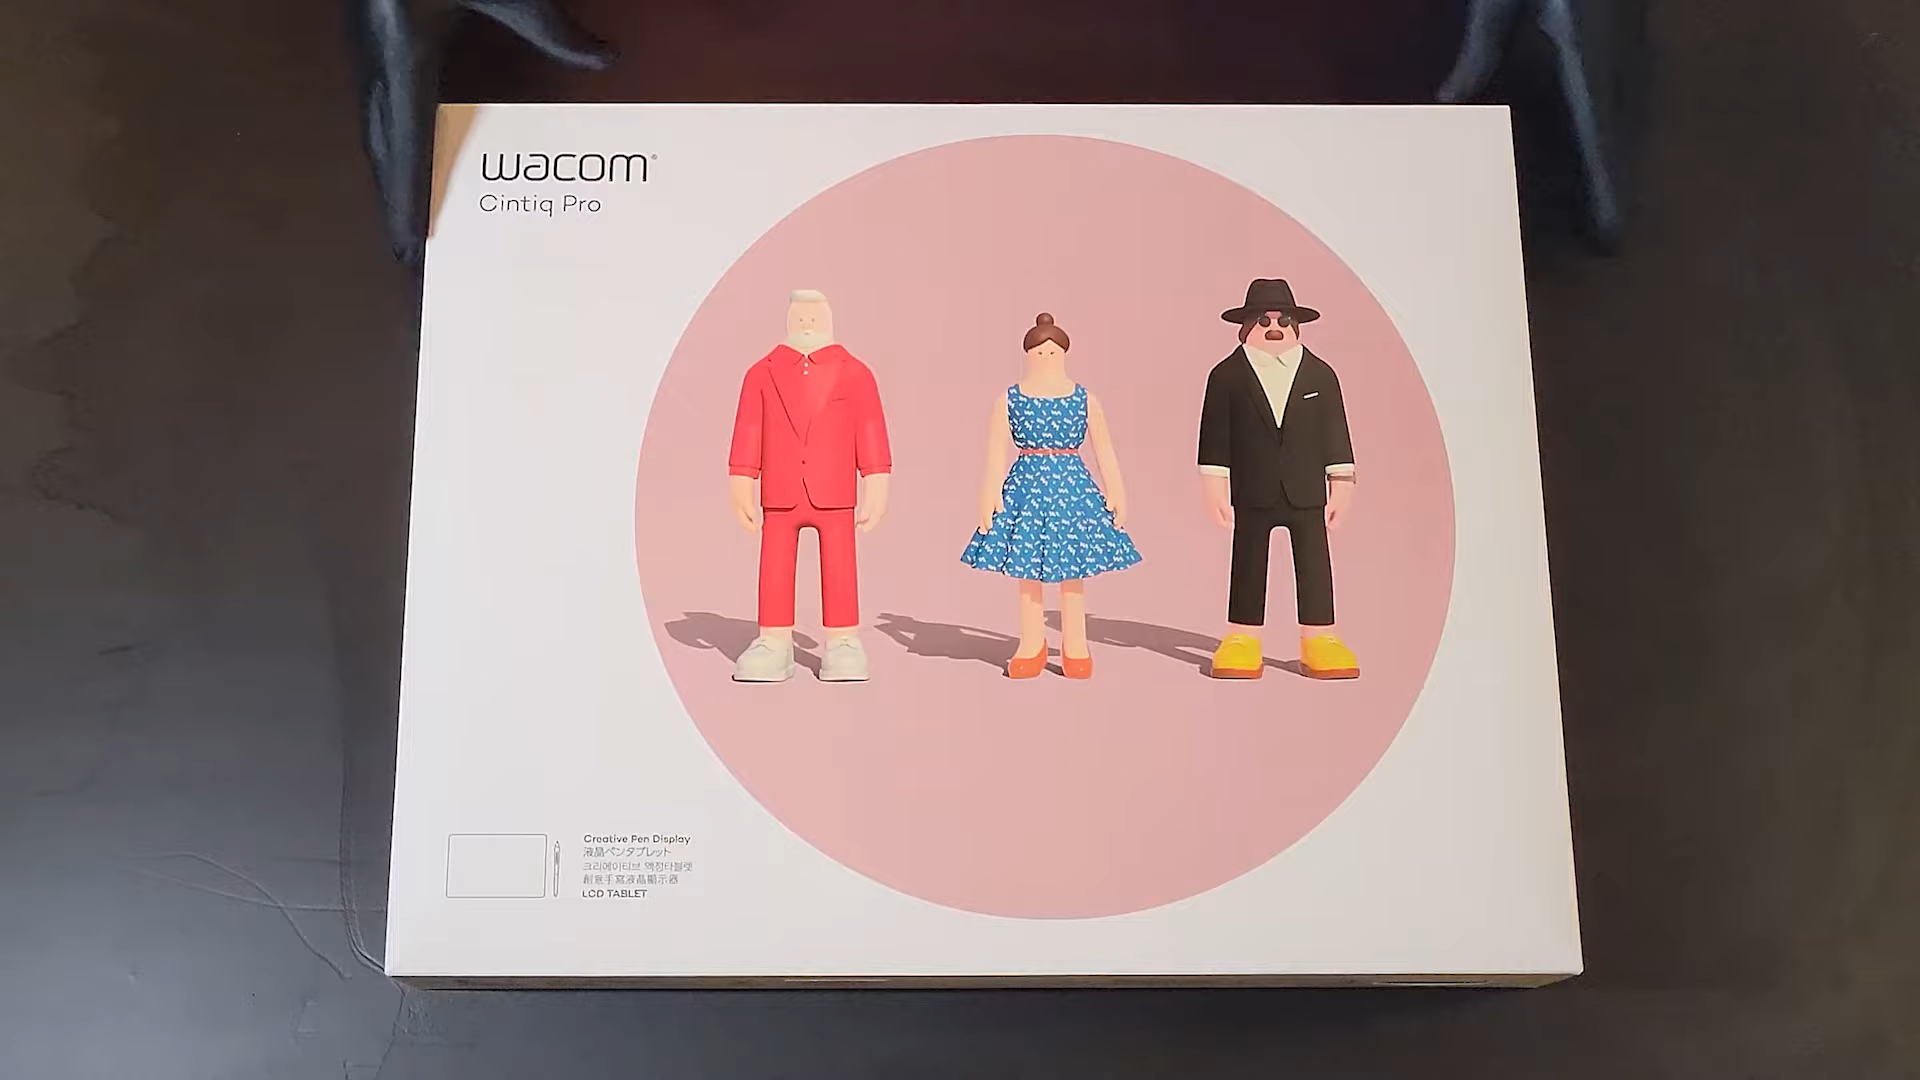 wacom®
Cintiq Pro
Creative Pen Display
液晶ペンタブレット
크리에이티브 액정타블렛
創意手寫液晶顯示器
LCD TABLET